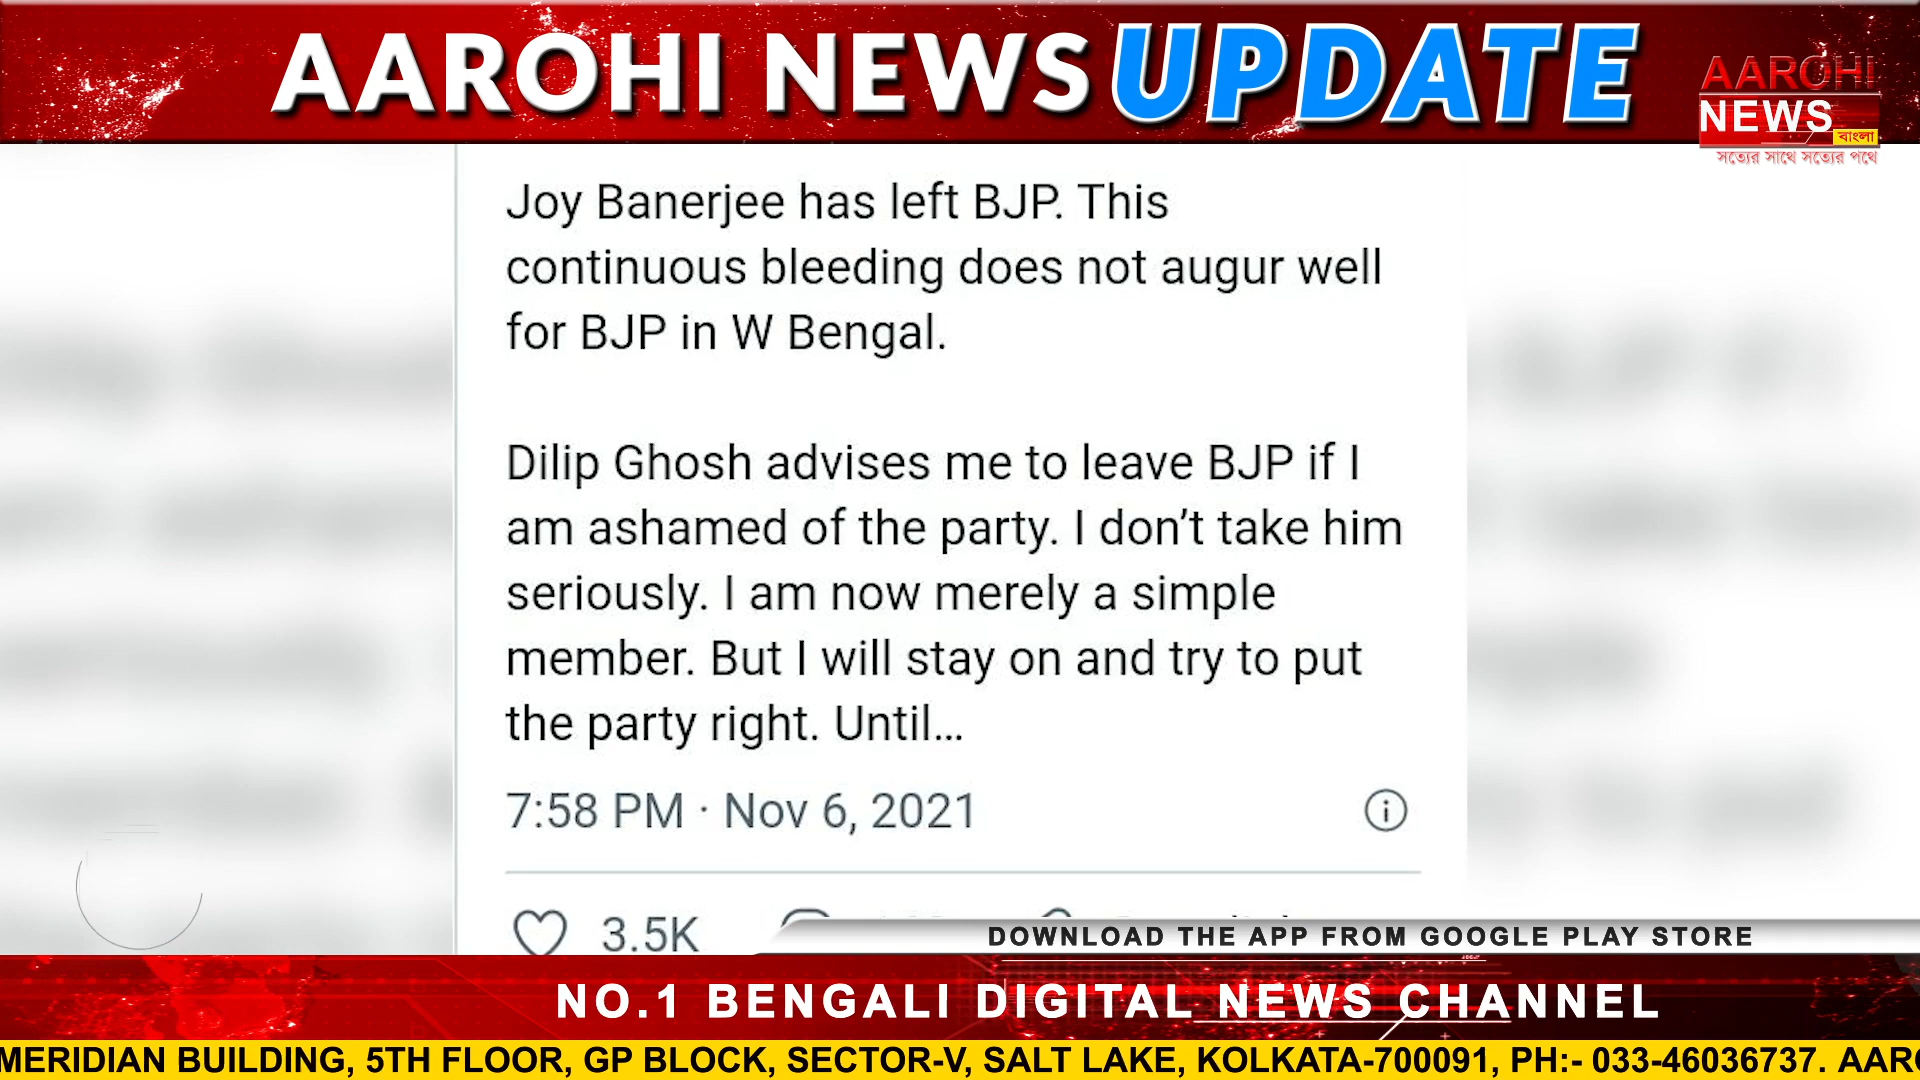 AAROHI NEWS UPDATE
AAROHI
NEWS
বাংলা
সত্যের সাথে সত্যের পথে
Joy Banerjee has left BJP. This
continuous bleeding does not augur well
for BJP in W Bengal.
Dilip Ghosh advises me to leave BJP if I
am ashamed of the party. I don’t take him
seriously. I am now merely a simple
member. But I will stay on and try to put
the party right. Until...
7:58 PM · Nov 6, 2021
3.5K
DOWNLOAD THE APP FROM GOOGLE PLAY STORE
NO.1 BENGALI DIGITAL NEWS CHANNEL
MERIDIAN BUILDING, 5TH FLOOR, GP BLOCK, SECTOR-V, SALT LAKE, KOLKATA-700091, PH:- 033-46036737.